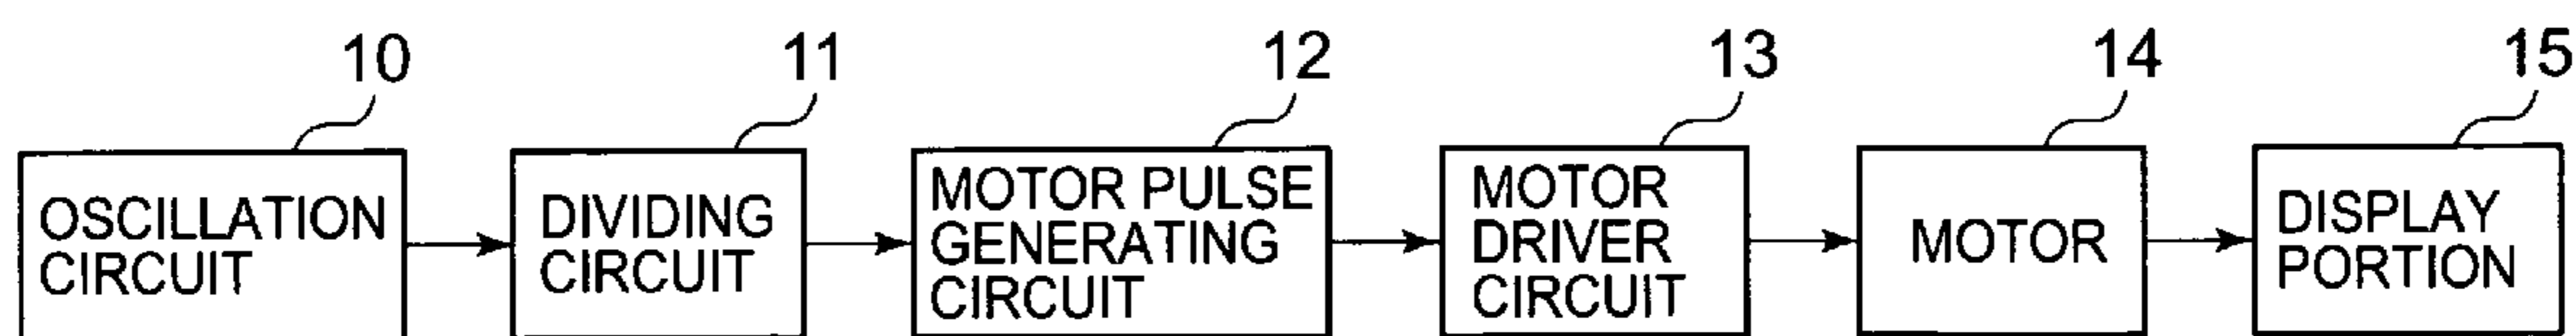 10
11
12
13
14
15
OSCILLATION
CIRCUIT
DIVIDING
CIRCUIT
MOTOR PULSE
GENERATING
CIRCUIT
MOTOR
DRIVER
CIRCUIT
MOTOR
DISPLAY
PORTION